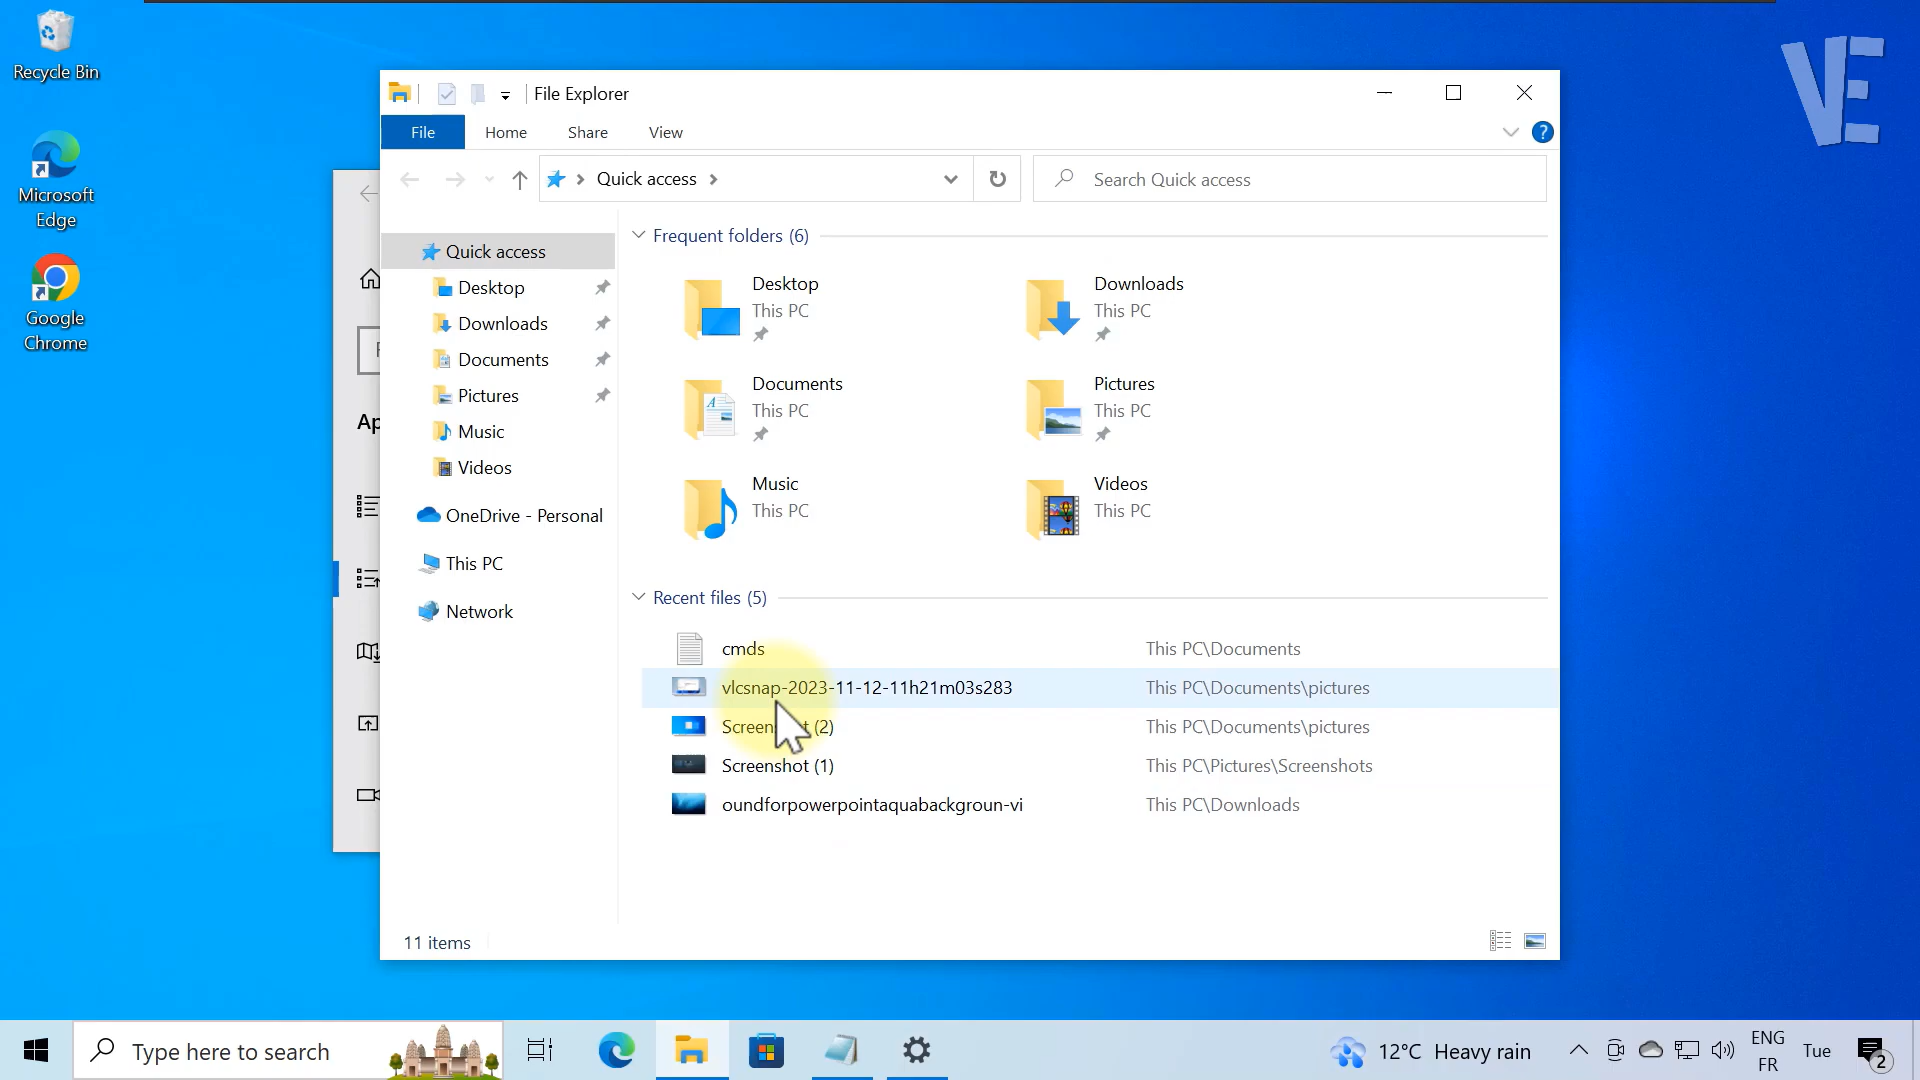 Recycle Bin
Microsoft
Edge
Google
Chrome
VE
File Explorer
File
Home
Share
View
?
Quick access
Search Quick access
Quick access
Desktop
Downloads
Documents
Pictures
Music
Videos
OneDrive - Personal
This PC
Network
Ap
Frequent folders (6)
Desktop
This PC
Downloads
This PC
Documents
This PC
Pictures
This PC
Music
This PC
Videos
This PC
Recent files (5)
cmds
This PC\Documents
vlcsnap-2023-11-12-11h21m03s283
This PC\Documents\pictures
Screenshot (2)
This PC\Documents\pictures
Screenshot (1)
This PC\Pictures\Screenshots
oundforpowerpointaquabackgroun-vi
This PC\Downloads
11 items
Type here to search
12°C Heavy rain
ENG
FR
Tue
2